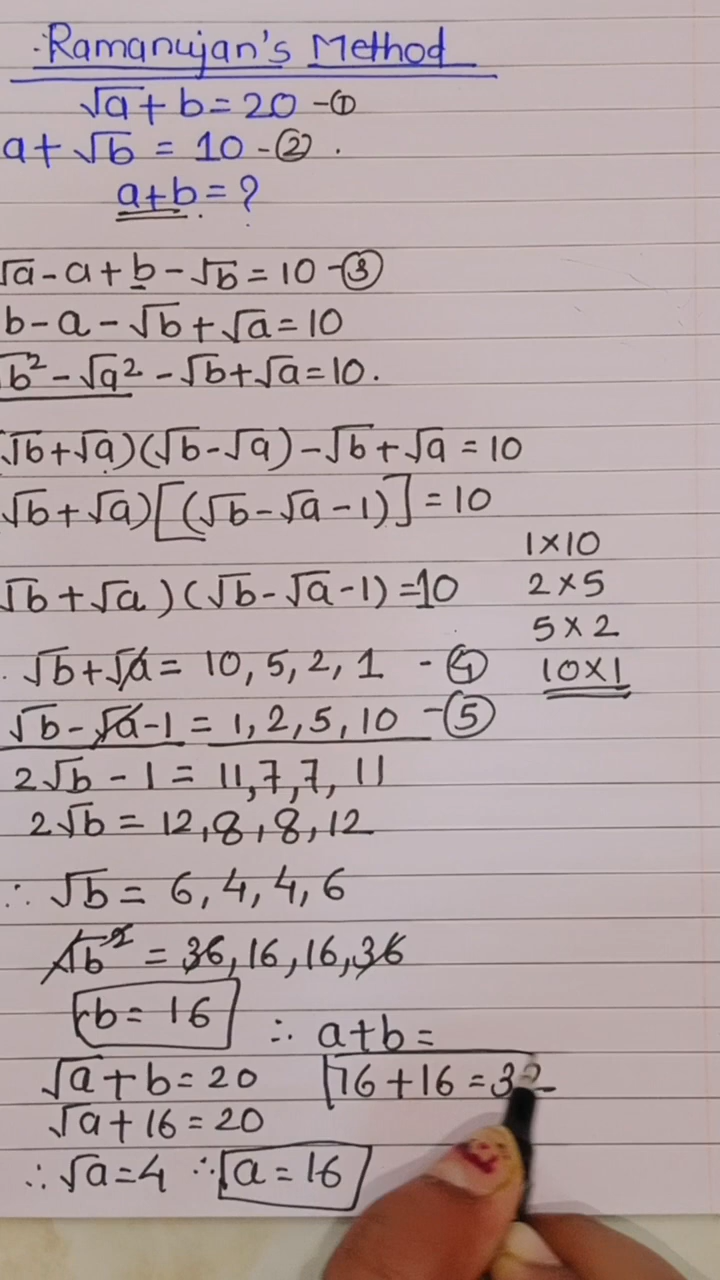 Ramanujan's Method
√a + b = 20 - ①
a + √b = 10 - ② .
a+b = ?
√a - a + b - √b = 10 - ③
b - a - √b + √a = 10
√b² - √a² - √b + √a = 10.
(√b + √a)(√b - √a) - √b + √a = 10
√b + √a)[(√b - √a - 1)] = 10
√b + √a)(√b - √a - 1) = 10
1 × 10
2 × 5
5 × 2
10 × 1
. √b + √a = 10, 5, 2, 1 - ④
√b - √a - 1 = 1, 2, 5, 10 - ⑤
2√b - 1 = 11, 7, 7, 11
2√b = 12, 8, 8, 12
∴ √b = 6, 4, 4, 6
√b² = 36, 16, 16, 36
b = 16
∴ a+b =
16 + 16 = 32
√a + b = 20
√a + 16 = 20
∴ √a = 4 ∴ a = 16